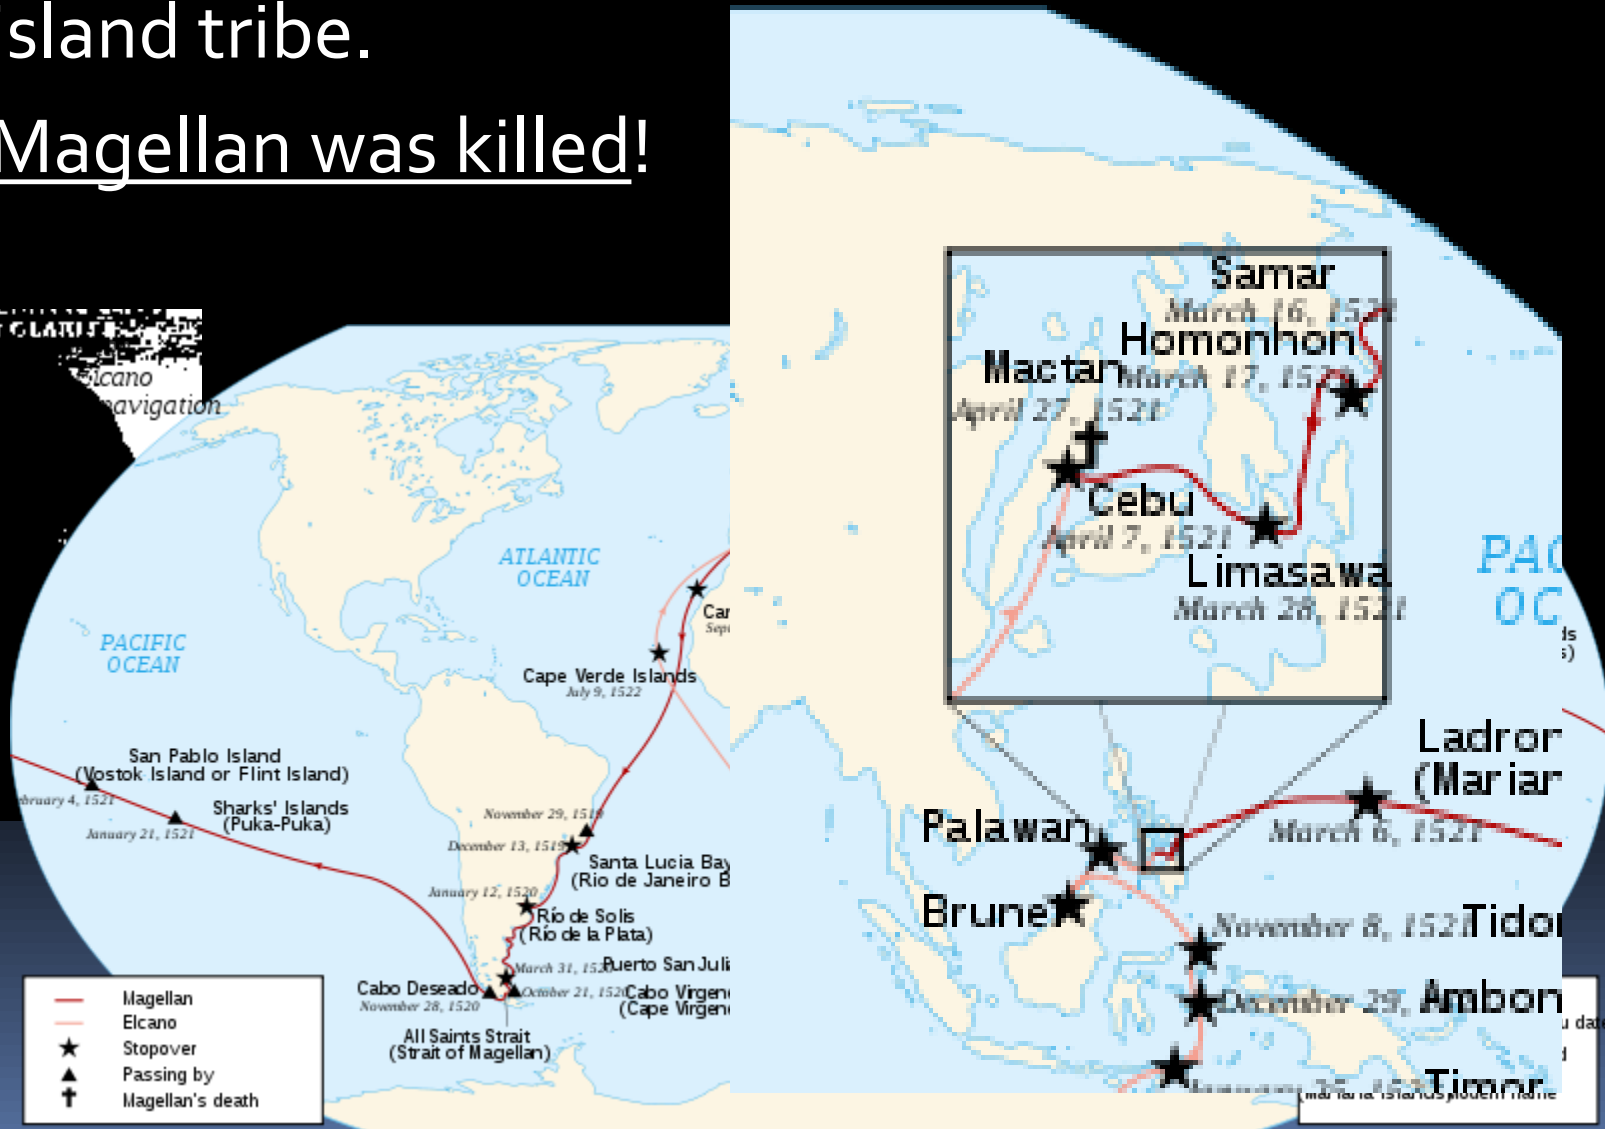 sland tribe.
Magellan was killed!
navigation
PACIFIC
OCEAN
ATLANTIC
OCEAN
Cape Verde Islands
July 9, 1522
San Pablo Island
(Vostok Island or Flint Island)
bruary 4, 1521
Sharks' Islands
(Puka-Puka)
January 21, 1521
November 29, 1519
December 13, 1519
Santa Lucia Bay
(Rio de Janeiro B
January 12, 1520
Río de Solis
(Río de la Plata)
March 31, 1520
Puerto San Juli
Cabo Deseado
November 28, 1520
October 21, 1520
Cabo Virgen
(Cape Virgen
All Saints Strait
(Strait of Magellan)
Magellan
Elcano
Stopover
Passing by
Magellan's death
Samar
March 16, 1521
Homonhon
March 17, 152
Mactan
April 27, 1521
Cebu
April 7, 1521
Limasawa
March 28, 1521
PAC
OC
Ladror
(Mariar
March 6, 1521
Palawan
Brunei
November 8, 1521
Tidor
December 29,
Ambon
Timor